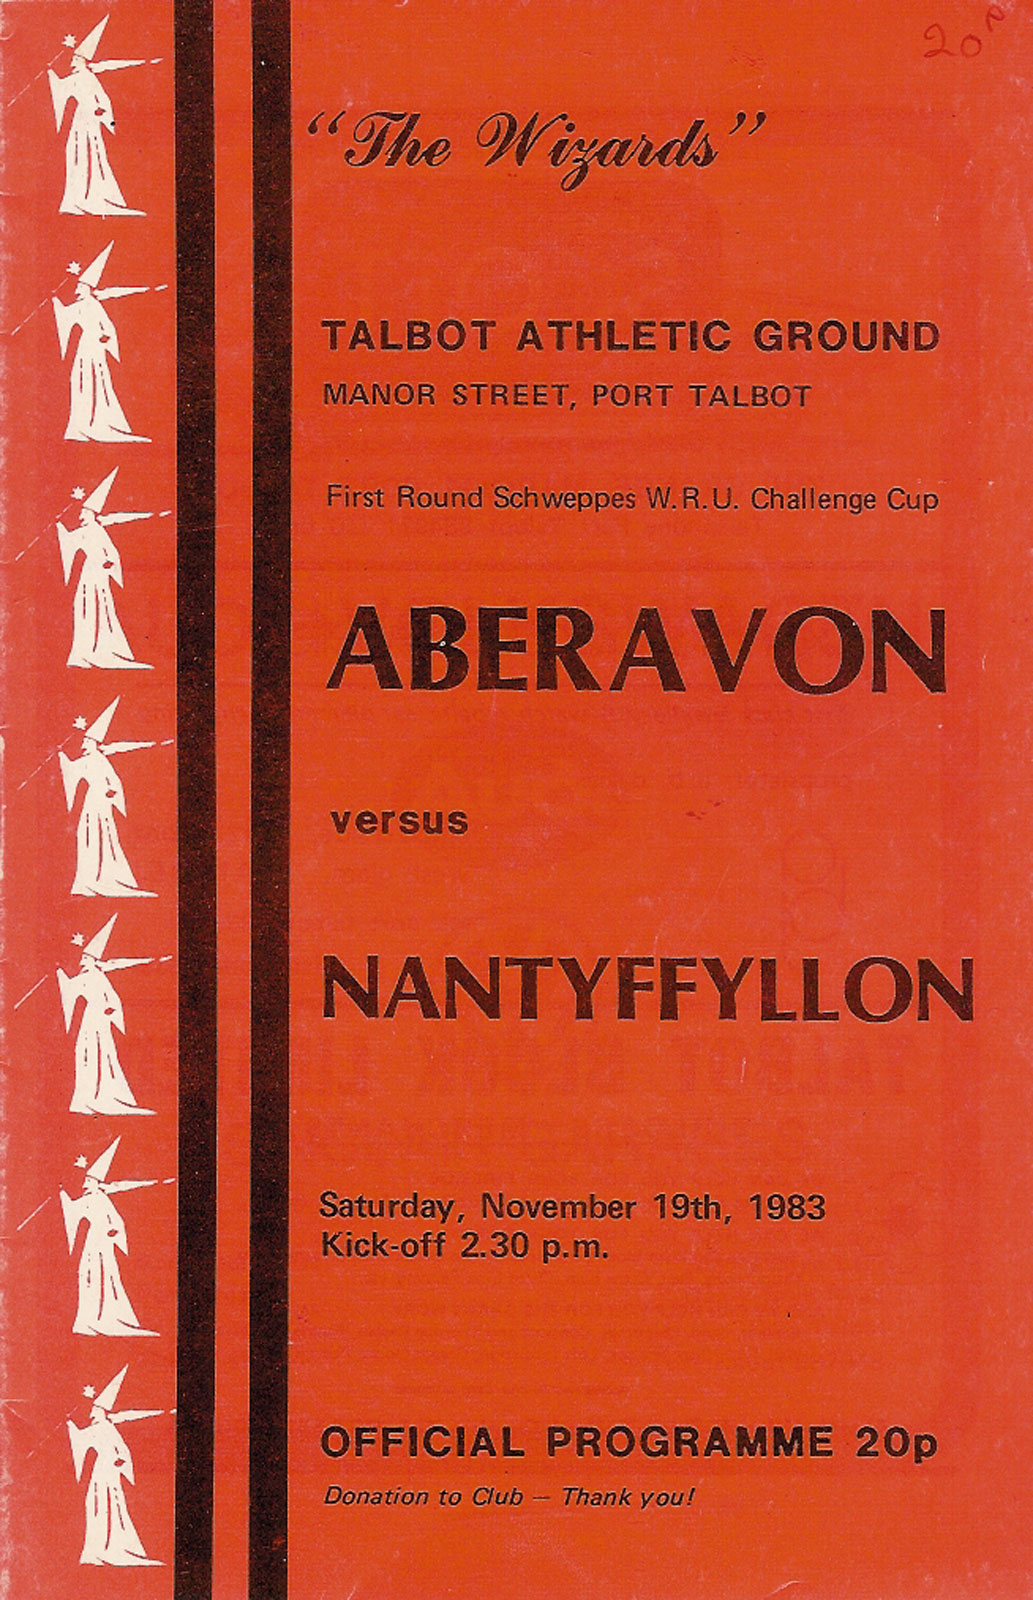 20p
"The Wizards"
TALBOT ATHLETIC GROUND
MANOR STREET, PORT TALBOT
First Round Schweppes W.R.U. Challenge Cup
ABERAVON
versus
NANTYFFYLLON
Saturday, November 19th, 1983
Kick-off 2.30 p.m.
OFFICIAL PROGRAMME 20p
Donation to Club — Thank you!